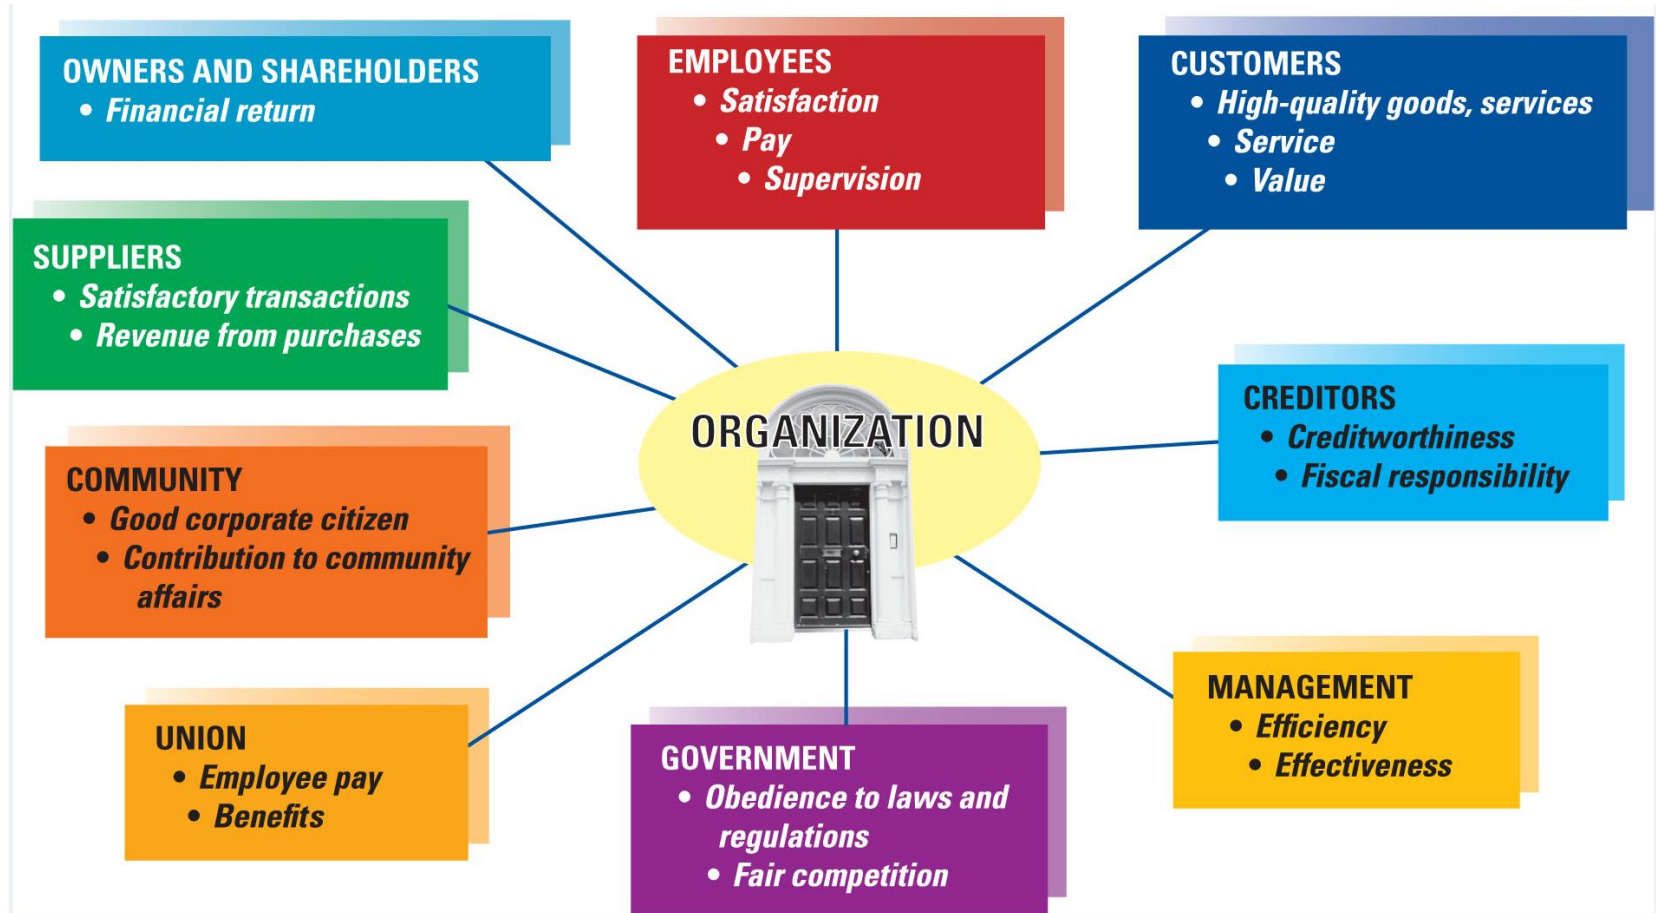 OWNERS AND SHAREHOLDERS
• Financial return
EMPLOYEES
• Satisfaction
• Pay
• Supervision
CUSTOMERS
• High-quality goods, services
• Service
• Value
SUPPLIERS
• Satisfactory transactions
• Revenue from purchases
ORGANIZATION
CREDITORS
• Creditworthiness
• Fiscal responsibility
COMMUNITY
• Good corporate citizen
• Contribution to community
affairs
UNION
• Employee pay
• Benefits
GOVERNMENT
• Obedience to laws and
regulations
• Fair competition
MANAGEMENT
• Efficiency
• Effectiveness